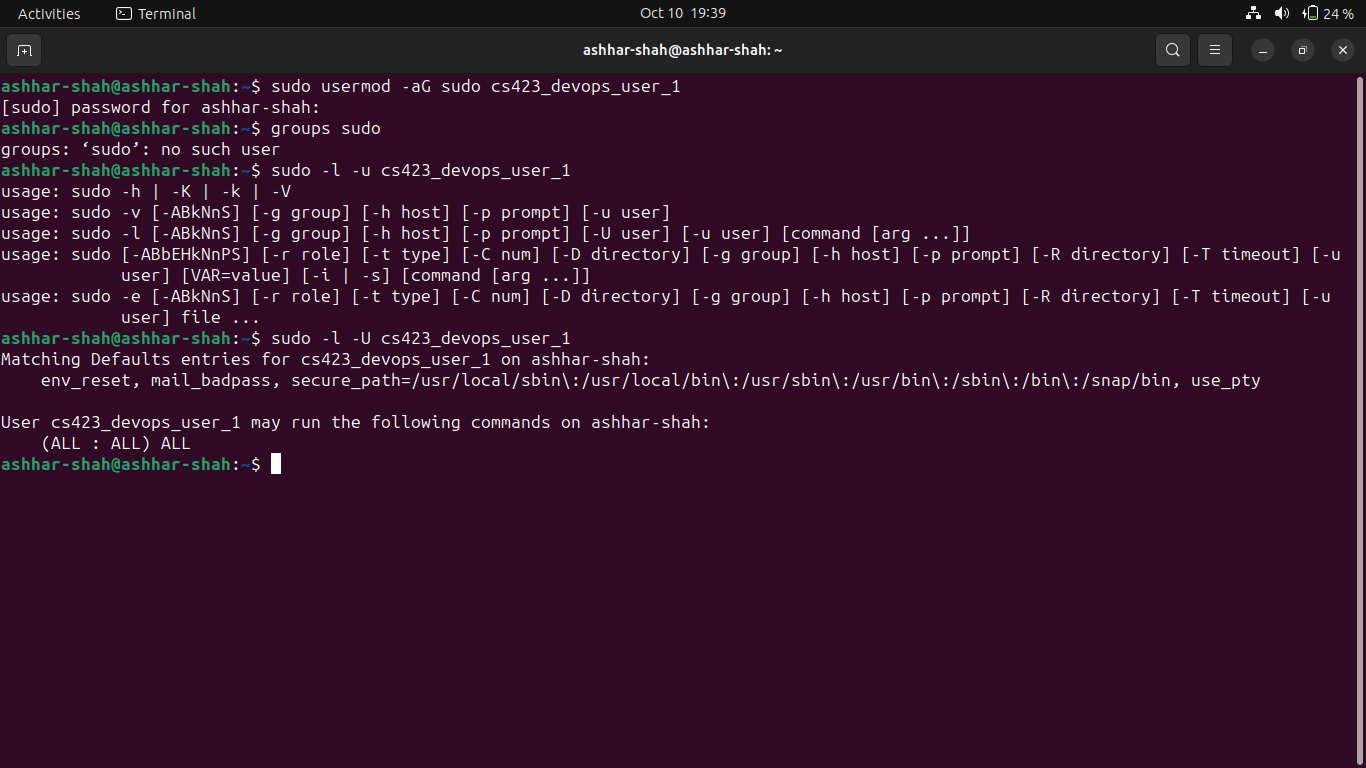 Activities Terminal Oct 10 19:39 24 %
ashhar-shah@ashhar-shah: ~
ashhar-shah@ashhar-shah:~$ sudo usermod -aG sudo cs423_devops_user_1
[sudo] password for ashhar-shah:
ashhar-shah@ashhar-shah:~$ groups sudo
groups: ‘sudo’: no such user
ashhar-shah@ashhar-shah:~$ sudo -l -u cs423_devops_user_1
usage: sudo -h | -K | -k | -V
usage: sudo -v [-ABkNnS] [-g group] [-h host] [-p prompt] [-u user]
usage: sudo -l [-ABkNnS] [-g group] [-h host] [-p prompt] [-U user] [-u user] [command [arg ...]]
usage: sudo [-ABbEHkNnPS] [-r role] [-t type] [-C num] [-D directory] [-g group] [-h host] [-p prompt] [-R directory] [-T timeout] [-u
            user] [VAR=value] [-i | -s] [command [arg ...]]
usage: sudo -e [-ABkNnS] [-r role] [-t type] [-C num] [-D directory] [-g group] [-h host] [-p prompt] [-R directory] [-T timeout] [-u
            user] file ...
ashhar-shah@ashhar-shah:~$ sudo -l -U cs423_devops_user_1
Matching Defaults entries for cs423_devops_user_1 on ashhar-shah:
    env_reset, mail_badpass, secure_path=/usr/local/sbin\:/usr/local/bin\:/usr/sbin\:/usr/bin\:/sbin\:/bin\:/snap/bin, use_pty

User cs423_devops_user_1 may run the following commands on ashhar-shah:
    (ALL : ALL) ALL
ashhar-shah@ashhar-shah:~$